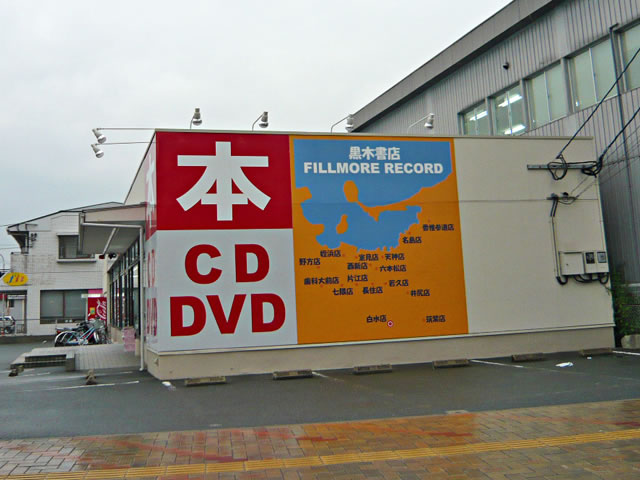 本
CD
DVD
黒木書店
FILLMORE RECORD
香椎参道店
名島店
姪浜店
室見店
天神店
野方店
西新店
六本松店
歯科大前店
片江店
若久店
七隈店
長住店
井尻店
白水店
筑紫店